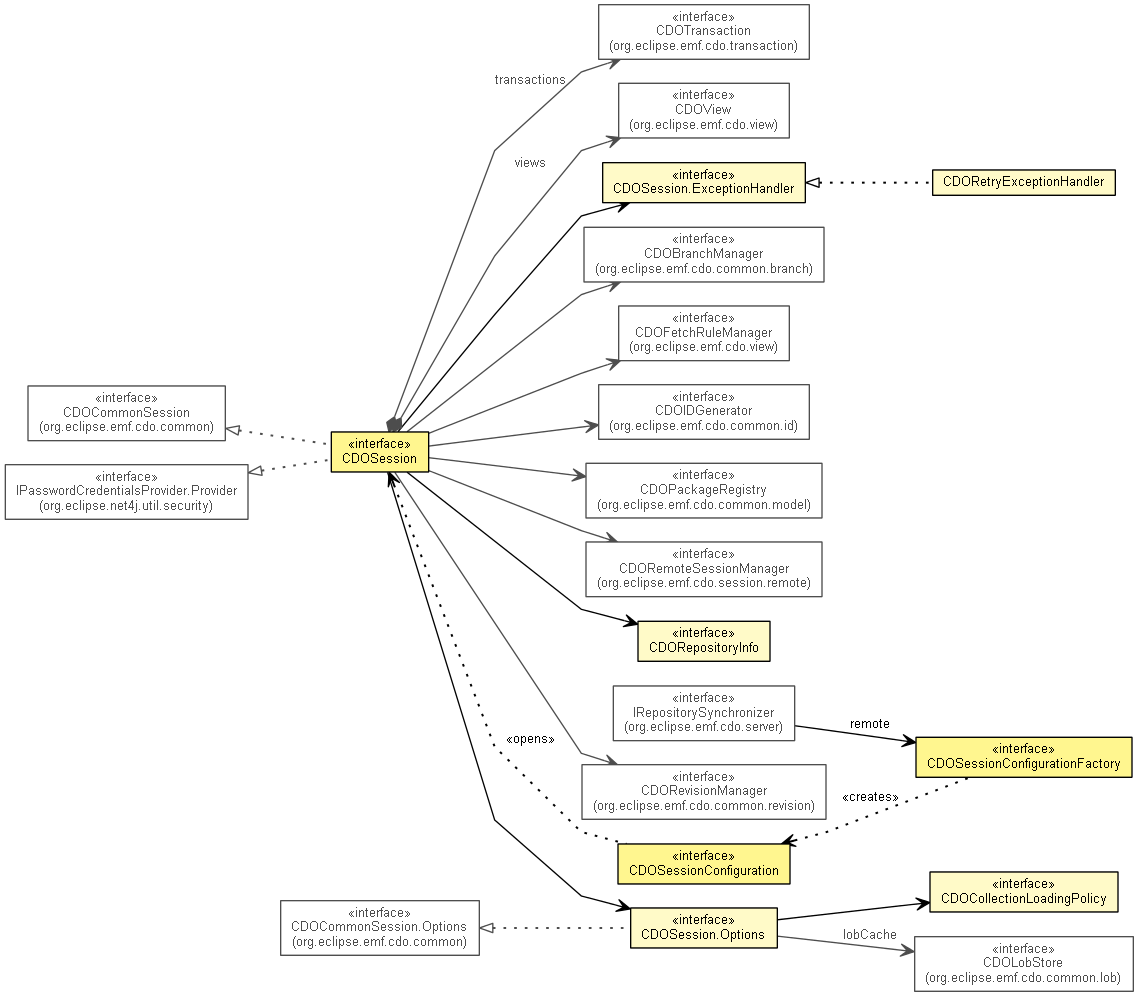 «interface»
CDOTransaction
(org.eclipse.emf.cdo.transaction)
transactions
«interface»
CDOView
(org.eclipse.emf.cdo.view)
views
«interface»
CDOSession.ExceptionHandler
CDORetryExceptionHandler
«interface»
CDOBranchManager
(org.eclipse.emf.cdo.common.branch)
«interface»
CDOFetchRuleManager
(org.eclipse.emf.cdo.view)
«interface»
CDOCommonSession
(org.eclipse.emf.cdo.common)
«interface»
CDOIDGenerator
(org.eclipse.emf.cdo.common.id)
«interface»
CDOSession
«interface»
IPasswordCredentialsProvider.Provider
(org.eclipse.net4j.util.security)
«interface»
CDOPackageRegistry
(org.eclipse.emf.cdo.common.model)
«interface»
CDORemoteSessionManager
(org.eclipse.emf.cdo.session.remote)
«interface»
CDORepositoryInfo
«interface»
IRepositorySynchronizer
(org.eclipse.emf.cdo.server)
remote
«interface»
CDOSessionConfigurationFactory
«opens»
«interface»
CDORevisionManager
(org.eclipse.emf.cdo.common.revision)
«creates»
«interface»
CDOSessionConfiguration
«interface»
CDOCollectionLoadingPolicy
«interface»
CDOCommonSession.Options
(org.eclipse.emf.cdo.common)
«interface»
CDOSession.Options
lobCache
«interface»
CDOLobStore
(org.eclipse.emf.cdo.common.lob)